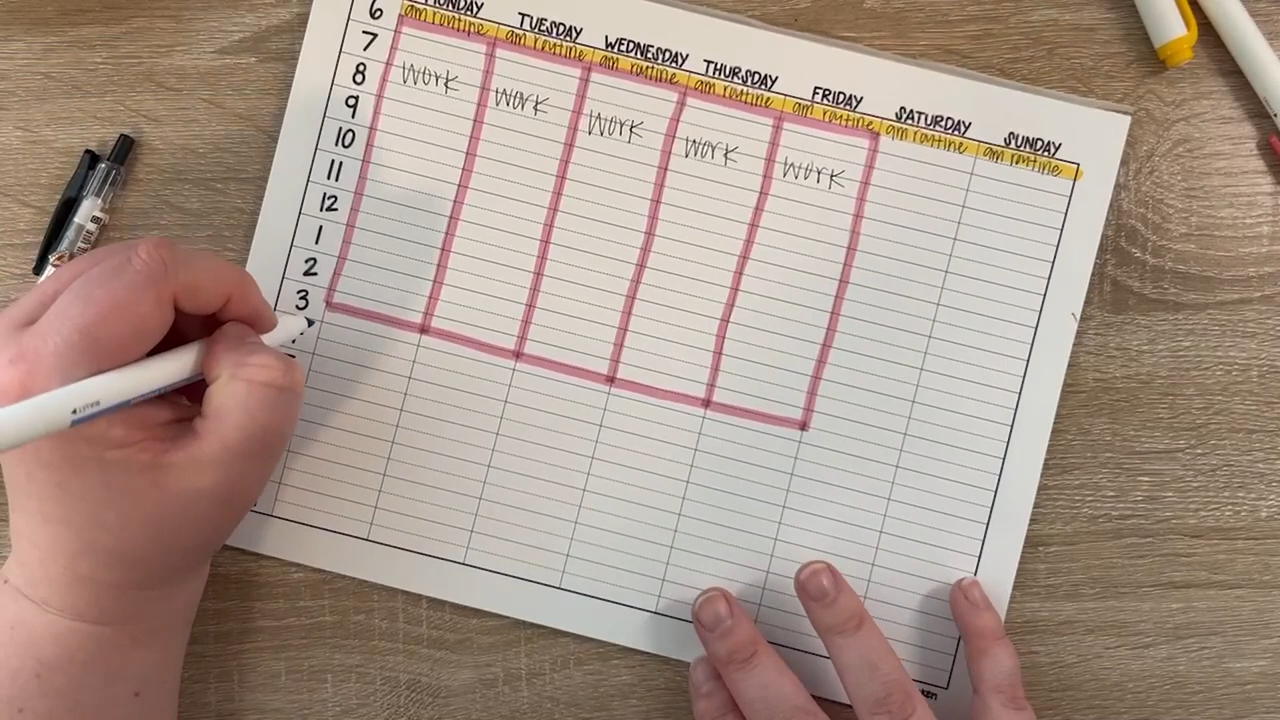 MONDAY TUESDAY WEDNESDAY THURSDAY FRIDAY SATURDAY SUNDAY
6 am routine am routine am routine am routine am routine am routine am routine
7
8 work work work work work
9
10
11
12
1
2
3